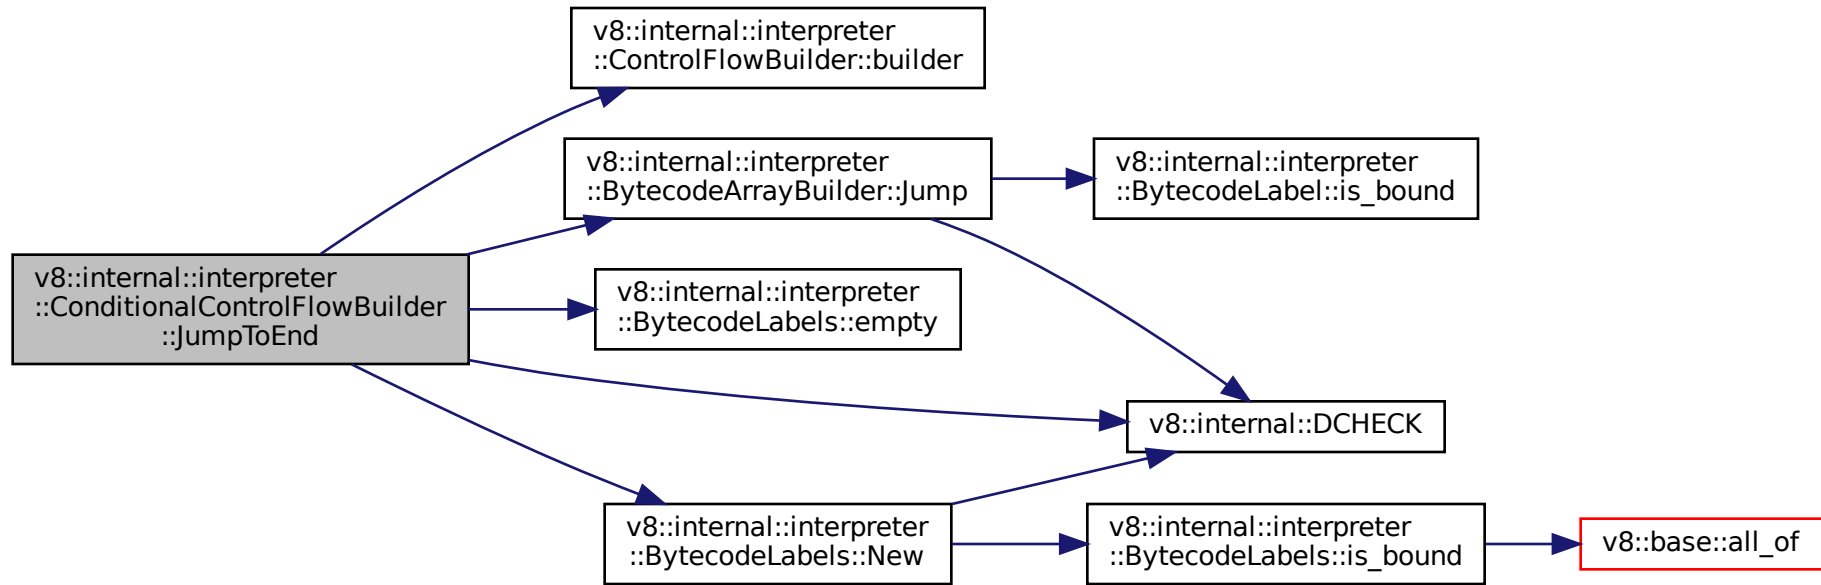 v8::internal::interpreter
::ControlFlowBuilder::builder
v8::internal::interpreter
::BytecodeArrayBuilder::Jump
v8::internal::interpreter
::BytecodeLabel::is_bound
v8::internal::interpreter
::ConditionalControlFlowBuilder
::JumpToEnd
v8::internal::interpreter
::BytecodeLabels::empty
v8::internal::DCHECK
v8::internal::interpreter
::BytecodeLabels::New
v8::internal::interpreter
::BytecodeLabels::is_bound
v8::base::all_of